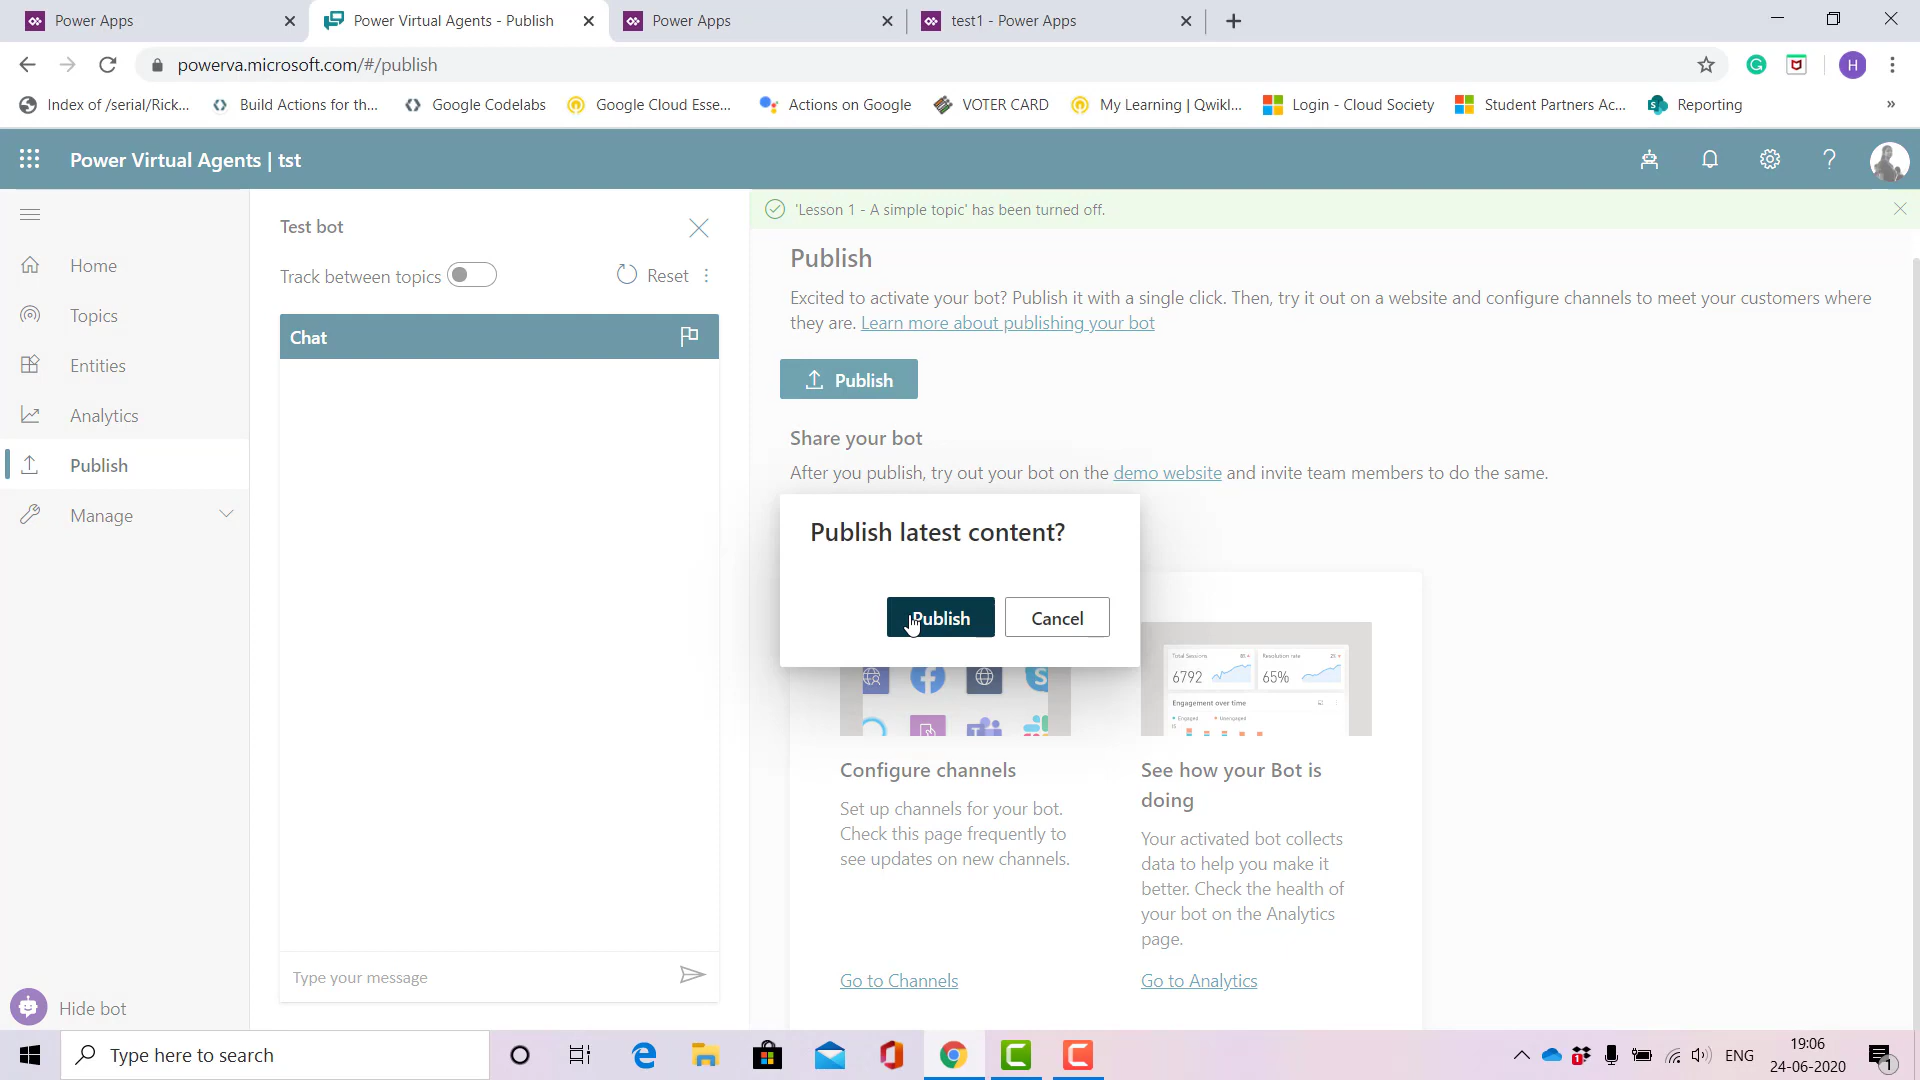 Power Apps
Power Virtual Agents - Publish
Power Apps
test1 - Power Apps
powerva.microsoft.com/#/publish
H
Index of /serial/Rick...
Build Actions for th...
Google Codelabs
Google Cloud Esse...
Actions on Google
VOTER CARD
My Learning | Qwikl...
Login - Cloud Society
Student Partners Ac...
Reporting
Power Virtual Agents | tst
'Lesson 1 - A simple topic' has been turned off.
Home
Topics
Entities
Analytics
Publish
Manage
Hide bot
Test bot
Track between topics
Reset
Chat
Type your message
Publish
Excited to activate your bot? Publish it with a single click. Then, try it out on a website and configure channels to meet your customers where
they are. Learn more about publishing your bot
Publish
Share your bot
After you publish, try out your bot on the demo website and invite team members to do the same.
Publish latest content?
Publish
Cancel
Total Sessions
Resolution rate
6792
65%
Engagement over time
Engaged
Unengaged
Configure channels
Set up channels for your bot.
Check this page frequently to
see updates on new channels.
Go to Channels
See how your Bot is
doing
Your activated bot collects
data to help you make it
better. Check the health of
your bot on the Analytics
page.
Go to Analytics
Type here to search
ENG
19:06
24-06-2020
1